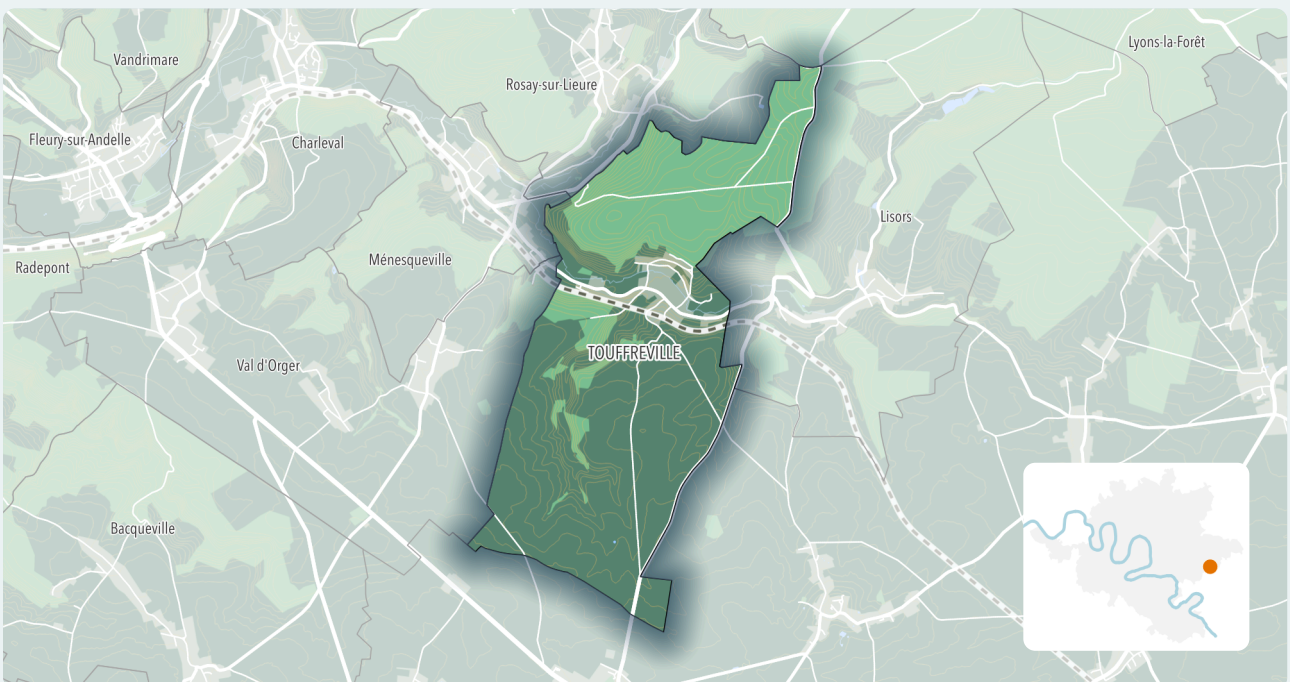 Lyons-la-Forêt
Vandrimare
Rosay-sur-Lieure
Fleury-sur-Andelle
Charleval
Lisors
Ménesqueville
Radepont
TOUFFREVILLE
Val d'Orger
Bacqueville